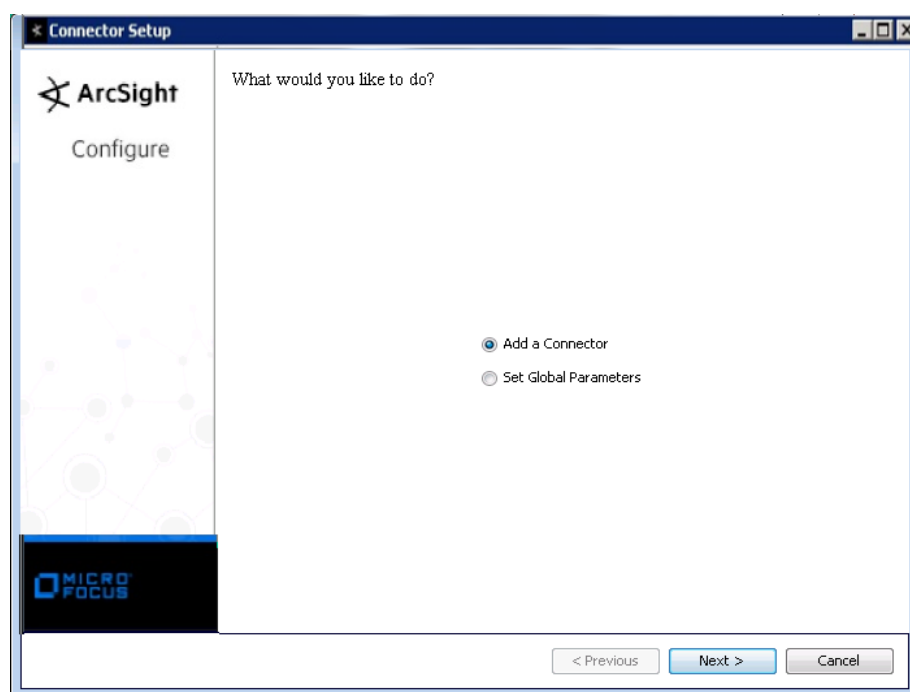 Connector Setup
ArcSight
Configure
What would you like to do?
Add a Connector
Set Global Parameters
MICRO
FOCUS
< Previous
Next >
Cancel